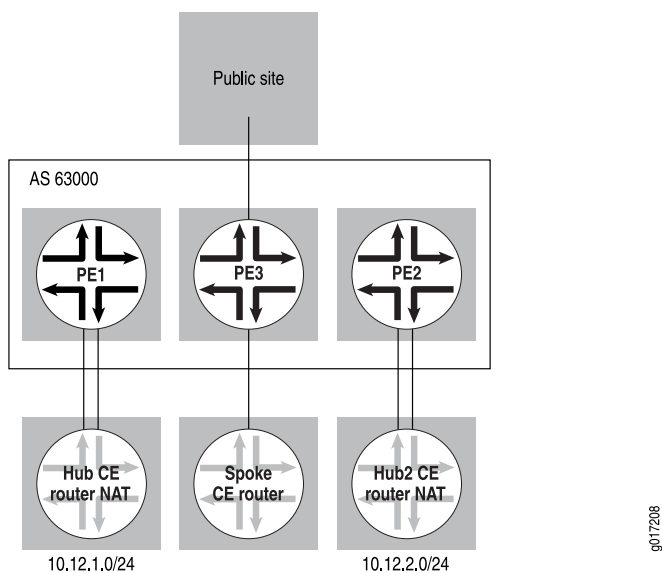 Public site
AS 63000
PE1
PE3
PE2
Hub CE
router NAT
Spoke
CE router
Hub2 CE
router NAT
10.12.1.0/24
10.12.2.0/24
g017208